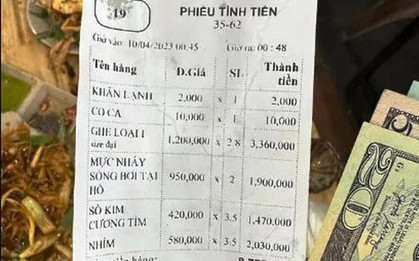 19 PHIẾU TÍNH TIỀN
35-62
Giờ vào: 10/04/2023 00:45 Giờ ra: 00:48
Tên hàng Đ.Giá SL Thành tiền
KHĂN LẠNH 2,000 x 1 2,000
CO CA 10,000 x 1 10,000
GHE LOẠI 1 size đại 1,200,000 x 2.8 3,360,000
MỰC NHẢY SÔNG HƠI TẠI HỒ 950,000 x 2 1,900,000
SÒ KIM CƯƠNG TÍM 420,000 x 3.5 1,470,000
NHÍM 580,000 x 3.5 2,030,000
20